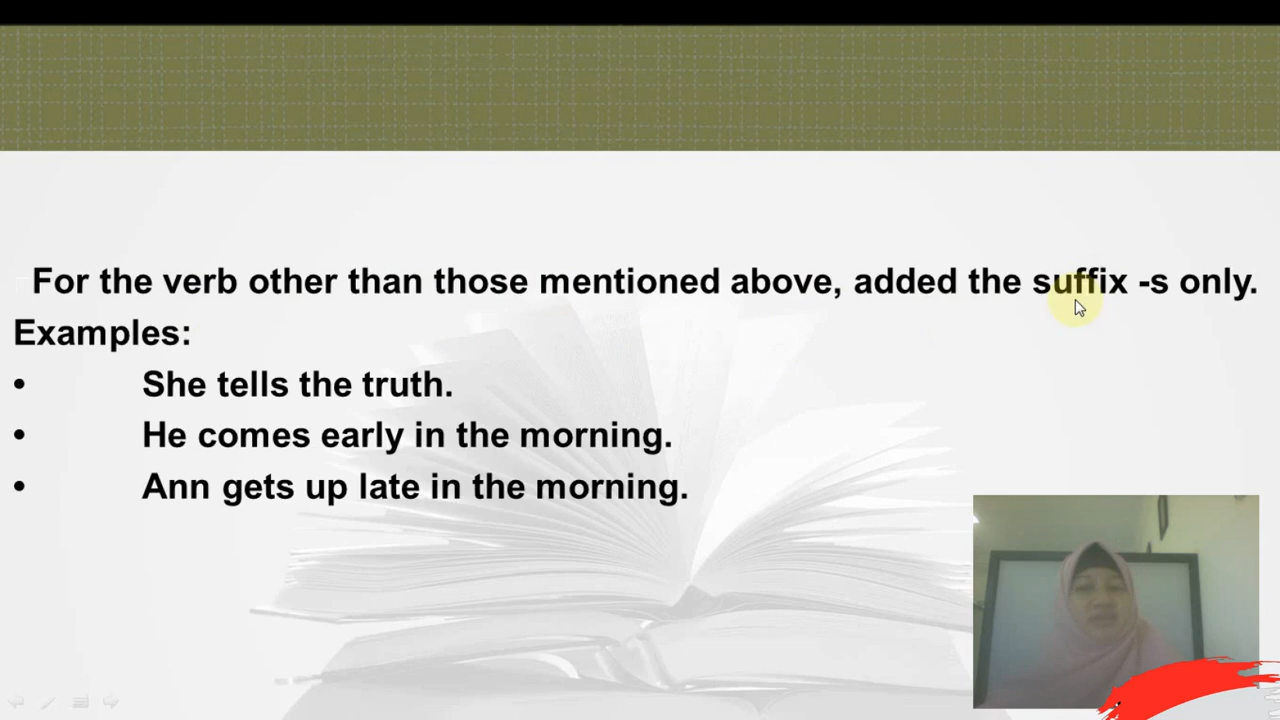 For the verb other than those mentioned above, added the suffix -s only.
Examples:
• She tells the truth.
• He comes early in the morning.
• Ann gets up late in the morning.